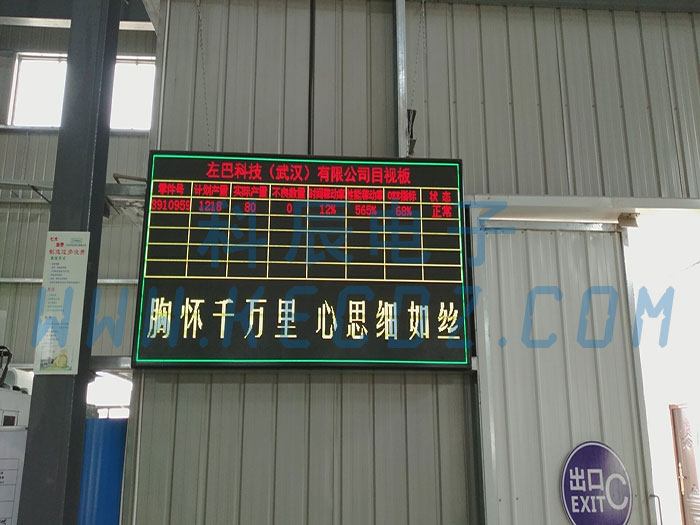 左巴科技（武汉）有限公司目视板
零件号 计划产量 实际产量 不良数量 时间稼动率 性能稼动率 OEE指标 状态
3910959 1218 80 0 12% 565% 68% 正常
胸怀千万里 心思细如丝
科辰电子
WWW.KECDZ.COM
出口
EXIT C